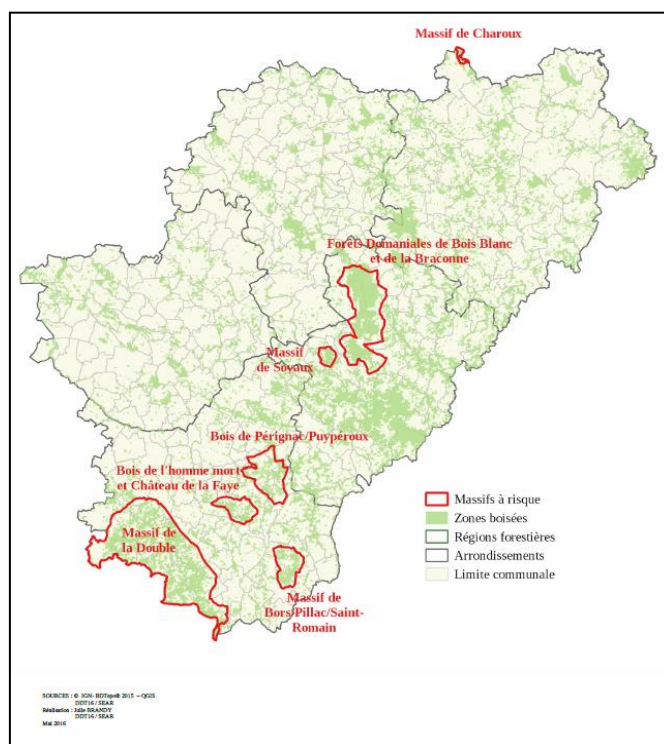 Massif de Charoux
Forêts Domaniales de Bois Blanc
et de la Braconne
Massif
de Soyaux
Bois de Pérignac/Puypéroux
Bois de l'homme mort
et Château de la Faye
Massif de
la Double
Massif de
Bors/Pillac/Saint-
Romain
Massifs à risque
Zones boisées
Régions forestières
Arrondissements
Limite communale
SOURCES : © IGN- BDTopo® 2015 – QGIS
DDT16 / SEAR
Réalisation : Julie BRANDY
DDT16 / SEAR
Mai 2016